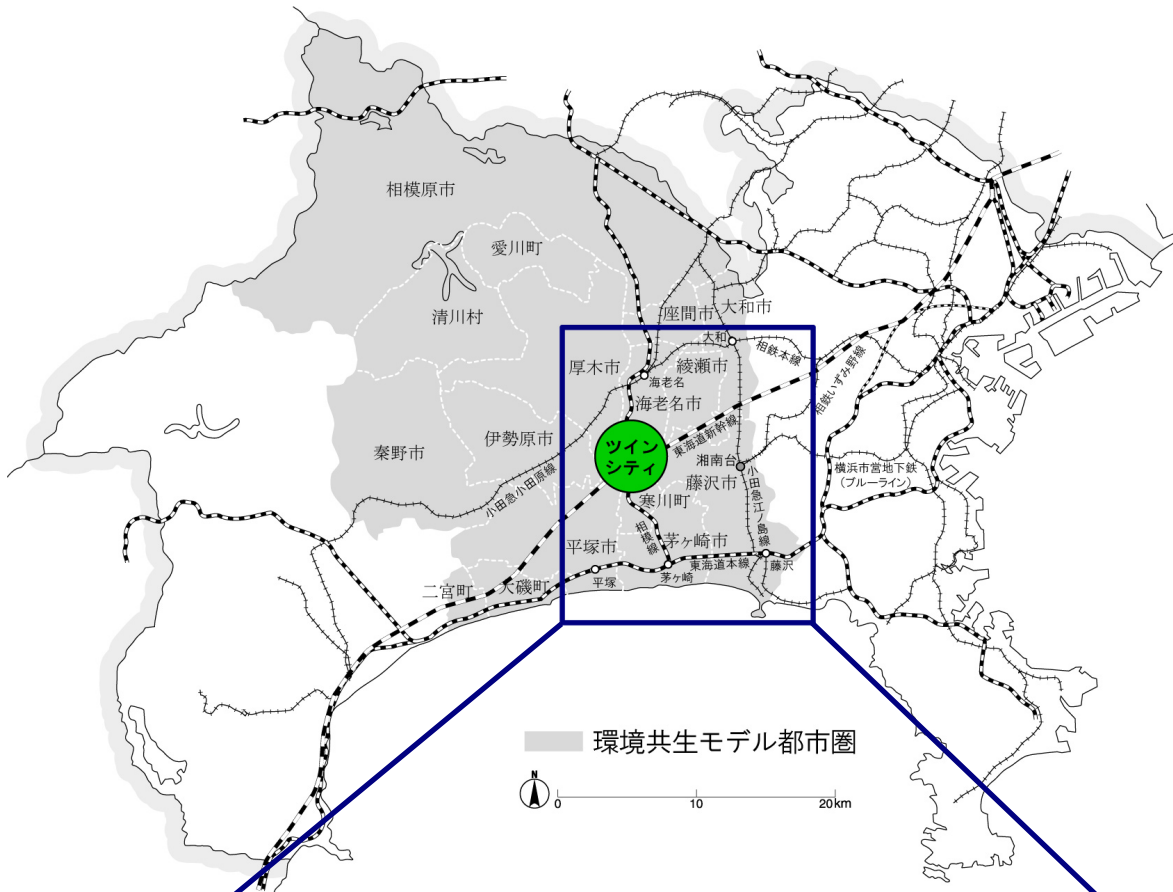 相模原市
愛川町
清川村
座間市
大和市
大和
相鉄本線
厚木市
綾瀬市
海老名
海老名市
相鉄いずみ野線
伊勢原市
秦野市
ツイン
シティ
東海道新幹線
湘南台
藤沢市
横浜市営地下鉄
(ブルーライン)
小田急小田原線
小田急江ノ島線
寒川町
相模線
平塚市
茅ヶ崎市
東海道本線
藤沢
平塚
茅ヶ崎
二宮町
大磯町
環境共生モデル都市圏
N
0 10 20km